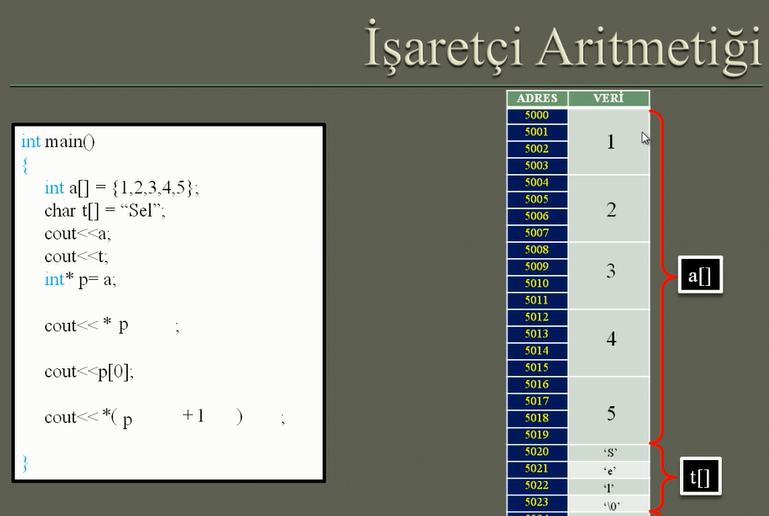 İşaretçi Aritmetiği
int main()
{
int a[] = {1,2,3,4,5};
char t[] = “Sel”;
cout<<a;
cout<<t;
int* p= a;
cout<< * p ;
cout<<p[0];
cout<< *( p +1 ) ;
}
ADRES VERİ
5000
5001
1
5002
5003
5004
5005
2
5006
5007
5008
5009
3
5010
5011
5012
5013
4
5014
5015
5016
5017
5
5018
5019
5020 ‘S’
5021 ‘e’
5022 ‘l’
5023 ‘\0’
a[]
t[]